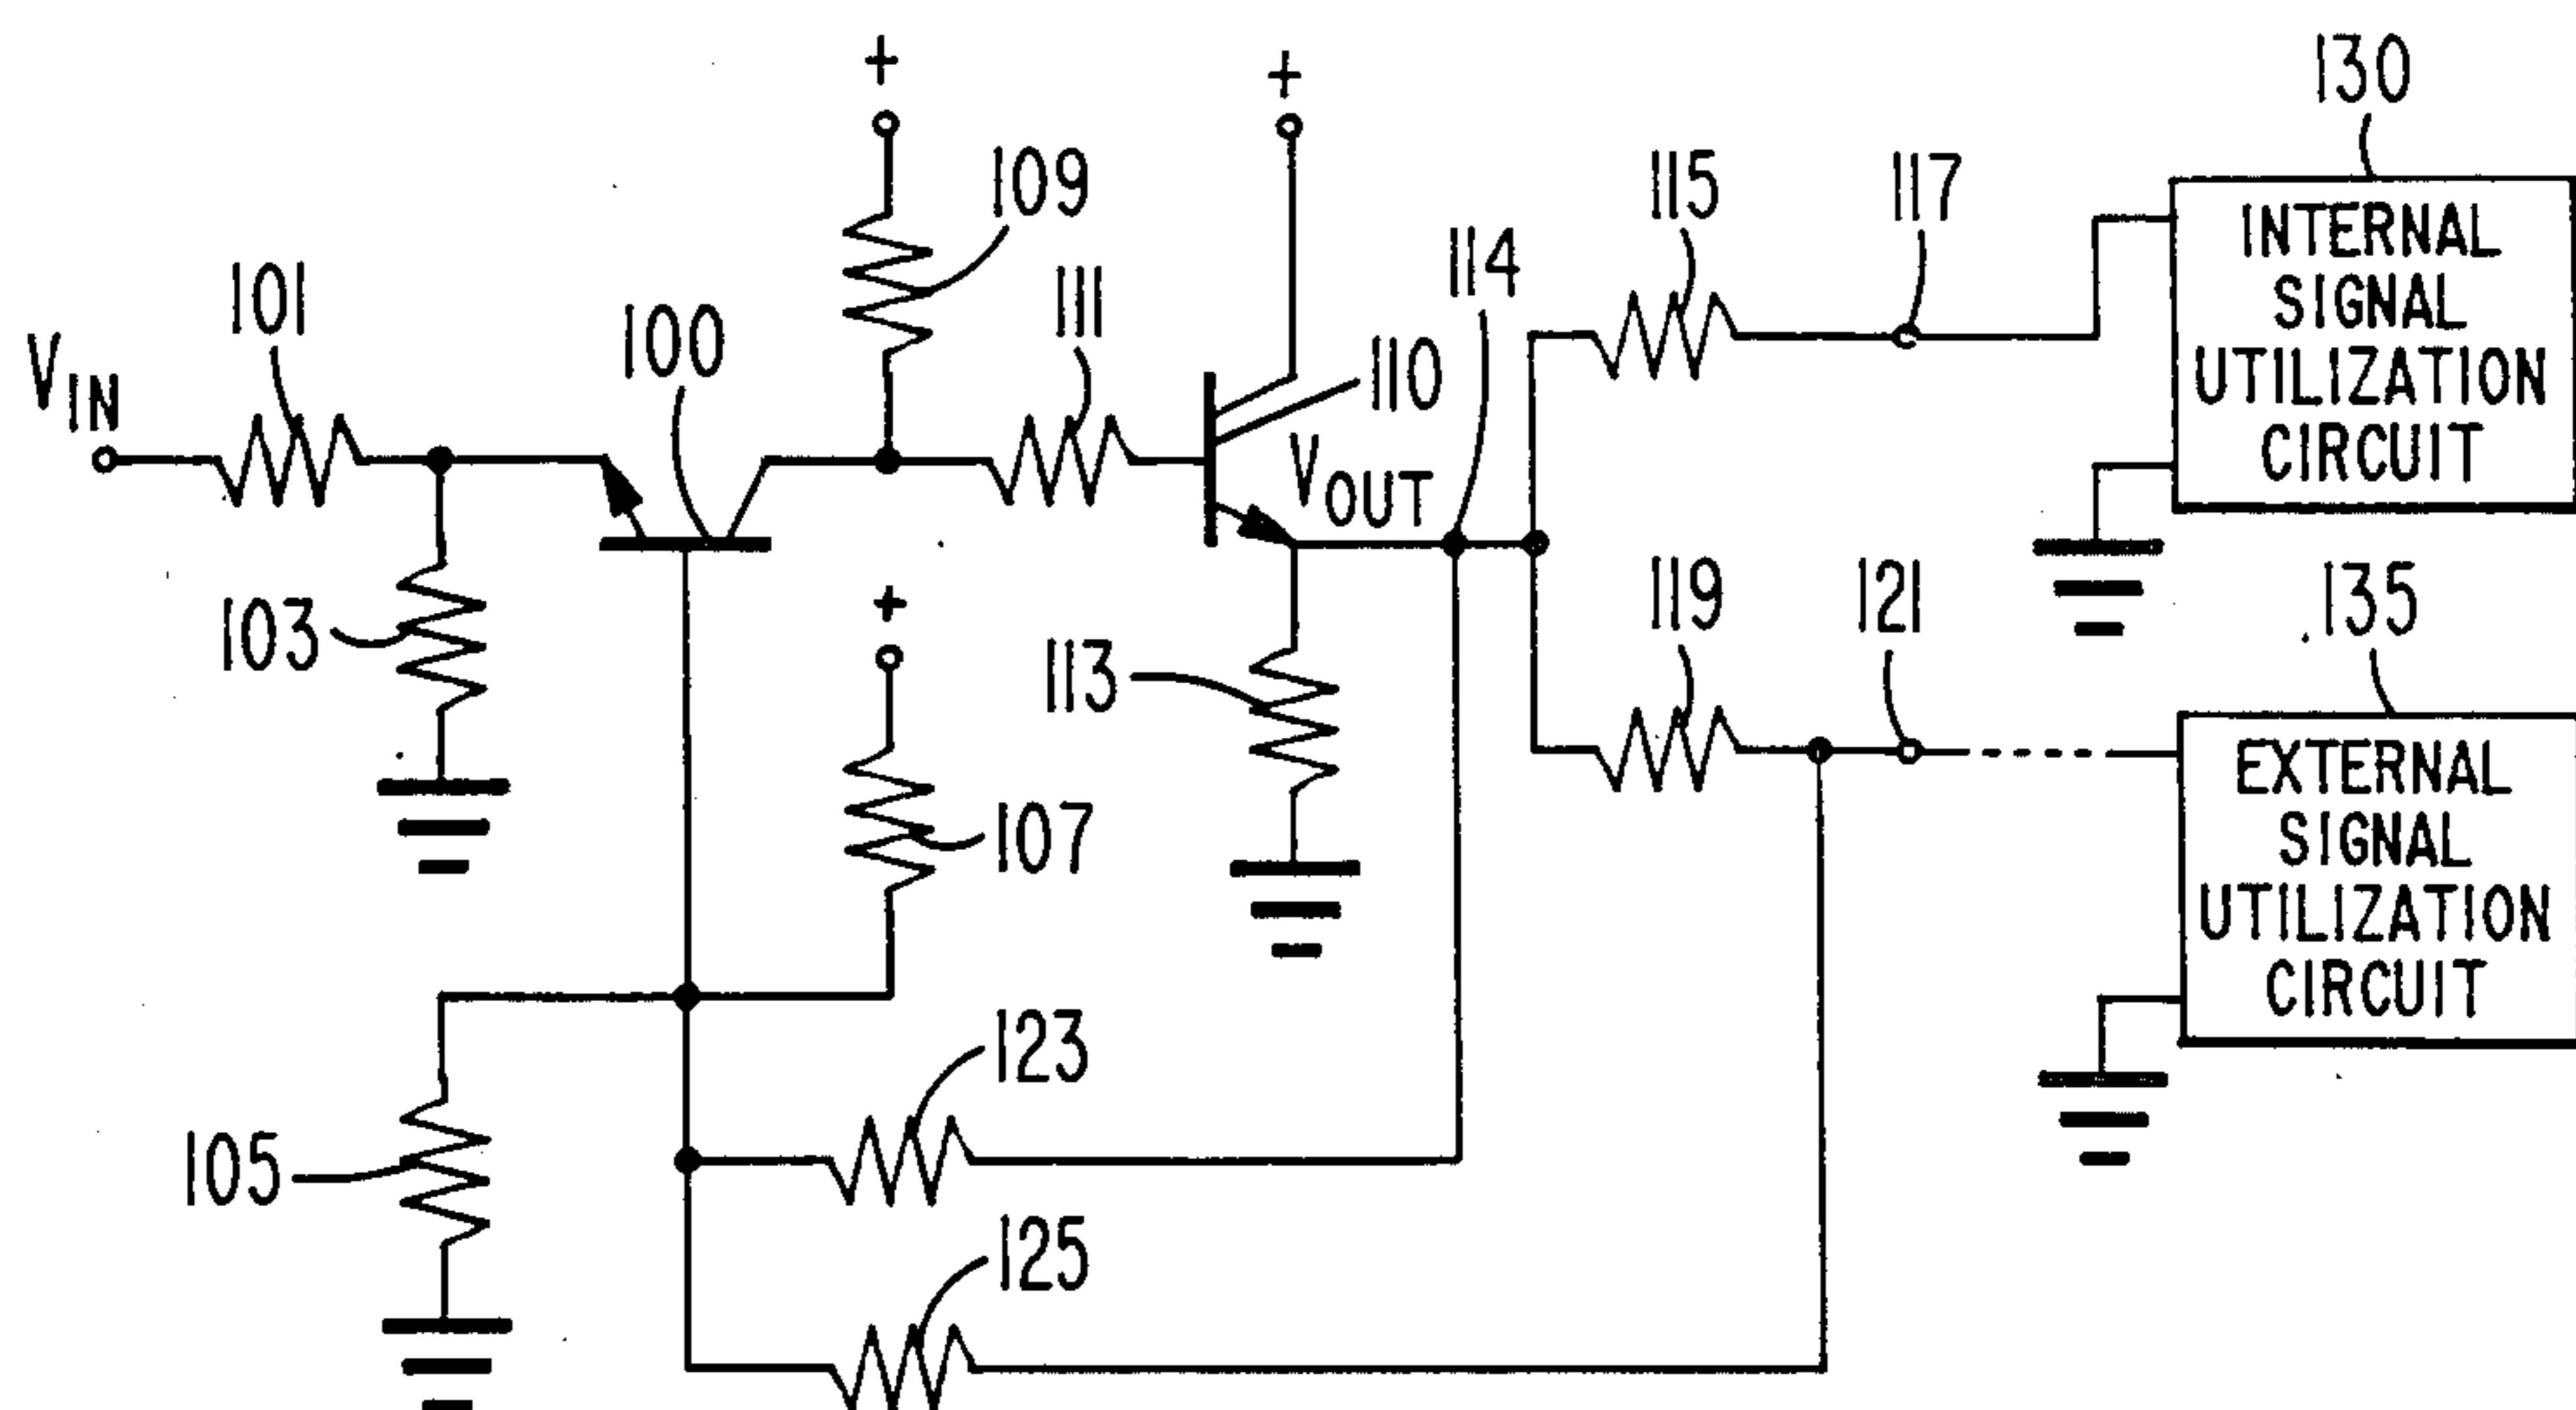 +
+
130
109
115
117
INTERNAL
SIGNAL
UTILIZATION
CIRCUIT
101
100
111
114
110
VIN
VOUT
103
+
113
119
121
135
107
EXTERNAL
SIGNAL
UTILIZATION
CIRCUIT
123
105
125